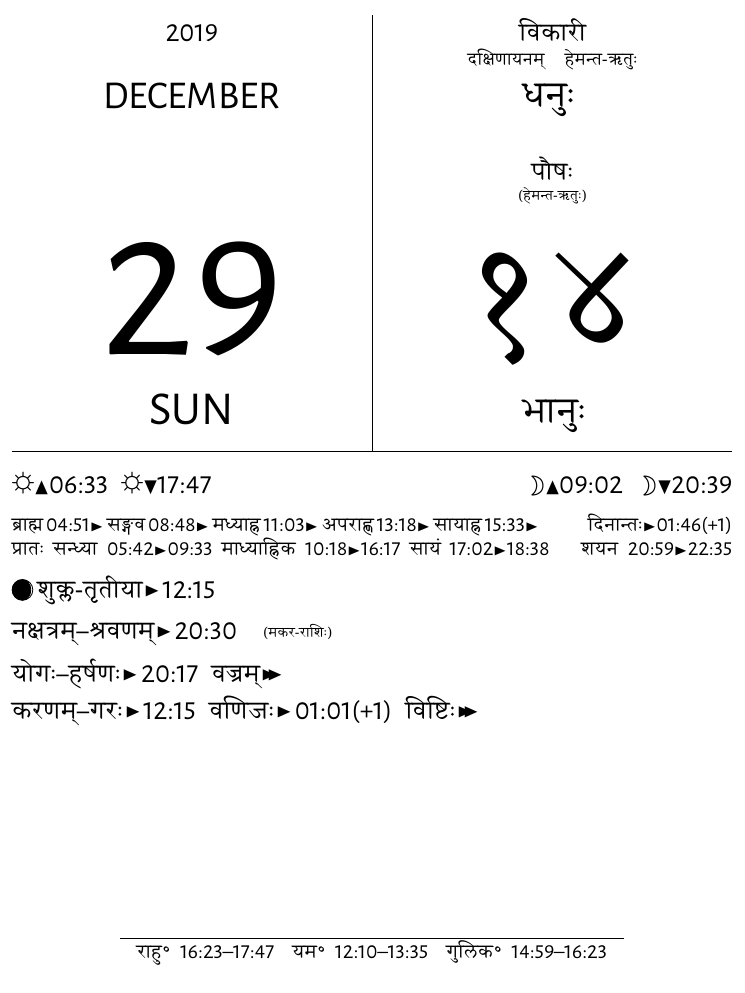 2019
DECEMBER
29
SUN
विकारी
दक्षिणायनम् हेमन्त-ऋतुः
धनुः
पौषः
(हेमन्त-ऋतुः)
१४
भानुः
☼▲06:33 ☼▼17:47 ☽▲09:02 ☽▼20:39
ब्राह्म 04:51► सङ्गव 08:48► मध्याह्न 11:03► अपराह्ण 13:18► सायाह्न 15:33► दिनान्तः►01:46(+1)
प्रातः सन्ध्या 05:42►09:33 माध्याह्निक 10:18►16:17 सायं 17:02►18:38 शयन 20:59►22:35
शुक्ल-तृतीया►12:15
नक्षत्रम्–श्रवणम्►20:30 (मकर-राशिः)
योगः–हर्षणः►20:17 वज्रम्►►
करणम्–गरः►12:15 वणिजः►01:01(+1) विष्टिः►►
राहु° 16:23–17:47 यम° 12:10–13:35 गुलिक° 14:59–16:23